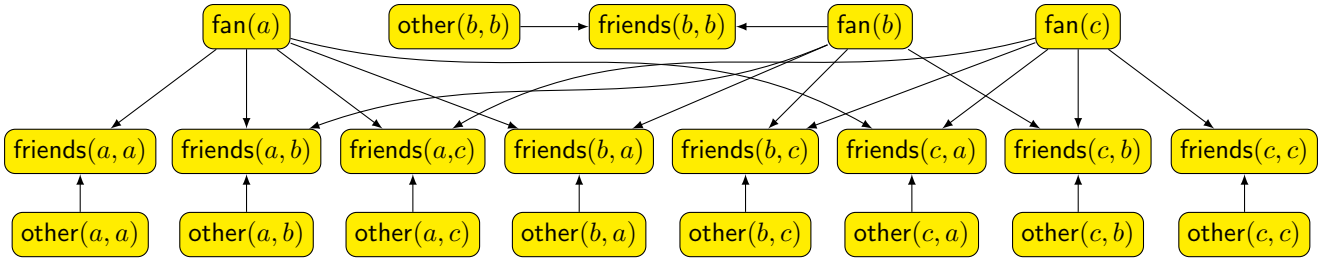 fan(a) other(b, b) friends(b, b) fan(b) fan(c)
friends(a, a) friends(a, b) friends(a,c) friends(b, a) friends(b, c) friends(c, a) friends(c, b) friends(c, c)
other(a, a) other(a, b) other(a, c) other(b, a) other(b, c) other(c, a) other(c, b) other(c, c)